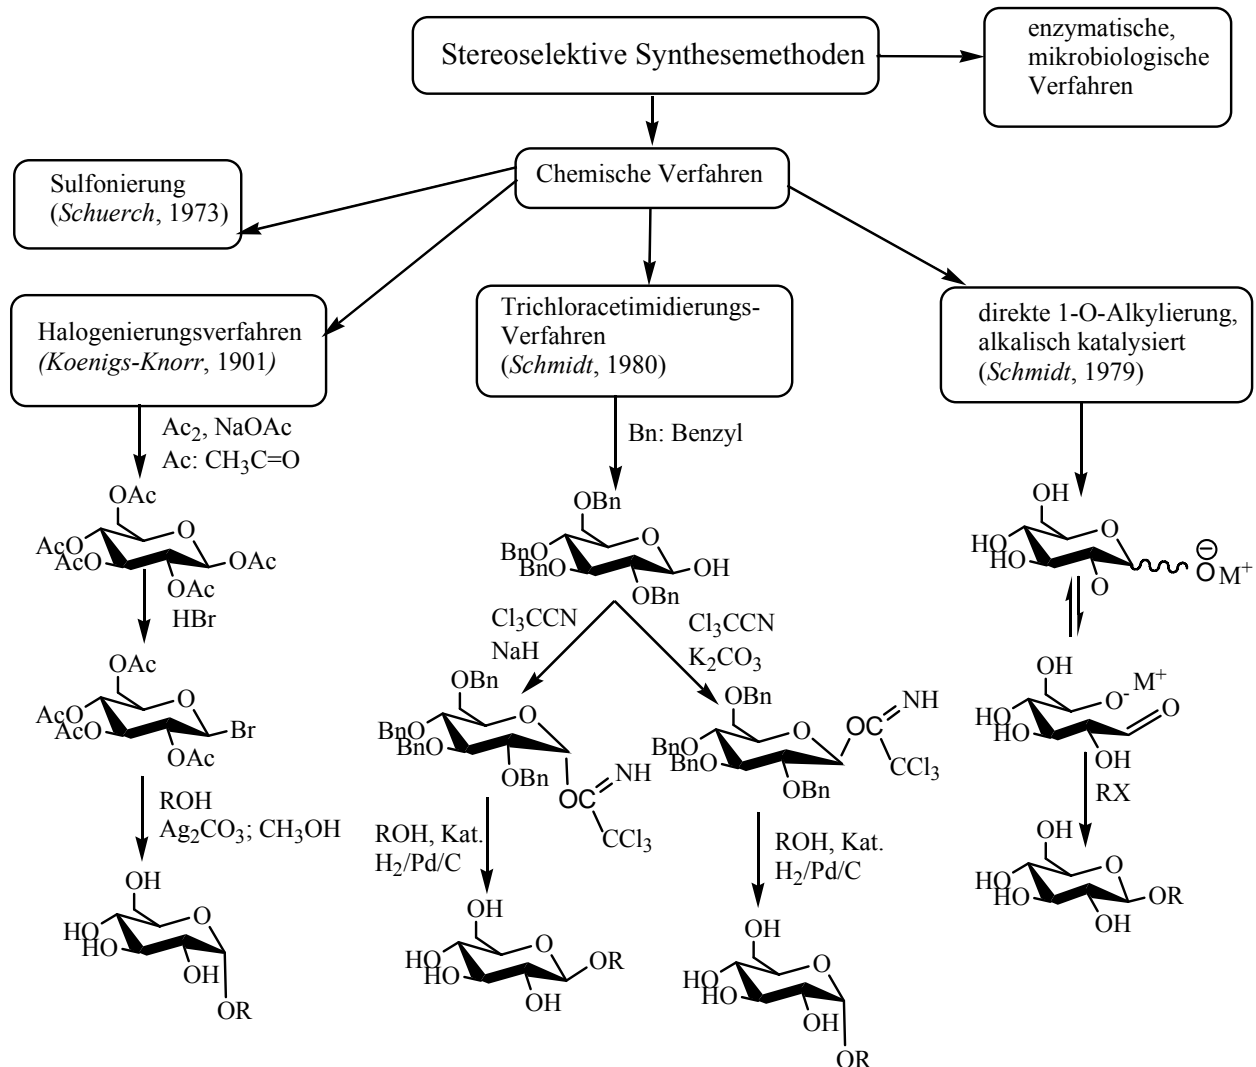 Stereoselektive Synthesemethoden
enzymatische,
mikrobiologische
Verfahren
Chemische Verfahren
Sulfonierung
(Schuerch, 1973)
Halogenierungsverfahren
(Koenigs-Knorr, 1901)
Trichloracetimidierungs-
Verfahren
(Schmidt, 1980)
direkte 1-O-Alkylierung,
alkalisch katalysiert
(Schmidt, 1979)
Ac2, NaOAc
Ac: CH3C=O
OAc
O
AcO
AcO
OAc
OAc
HBr
OAc
O
AcO
AcO
Br
OAc
ROH
Ag2CO3; CH3OH
OH
O
HO
HO
OH
OR
Bn: Benzyl
OBn
O
BnO
BnO
OH
OBn
Cl3CCN
NaH
Cl3CCN
K2CO3
OBn
O
BnO
BnO
OBn
NH
OC
CCl3
ROH, Kat.
H2/Pd/C
OH
O
HO
HO
OR
OH
OBn
O
BnO
BnO
OBn
OC
NH
CCl3
ROH, Kat.
H2/Pd/C
OH
O
HO
HO
OH
OR
OH
O
HO
HO
O
⊖
OM+
OH
O- M+
HO
HO
O
OH
RX
OH
O
HO
HO
OR
OH